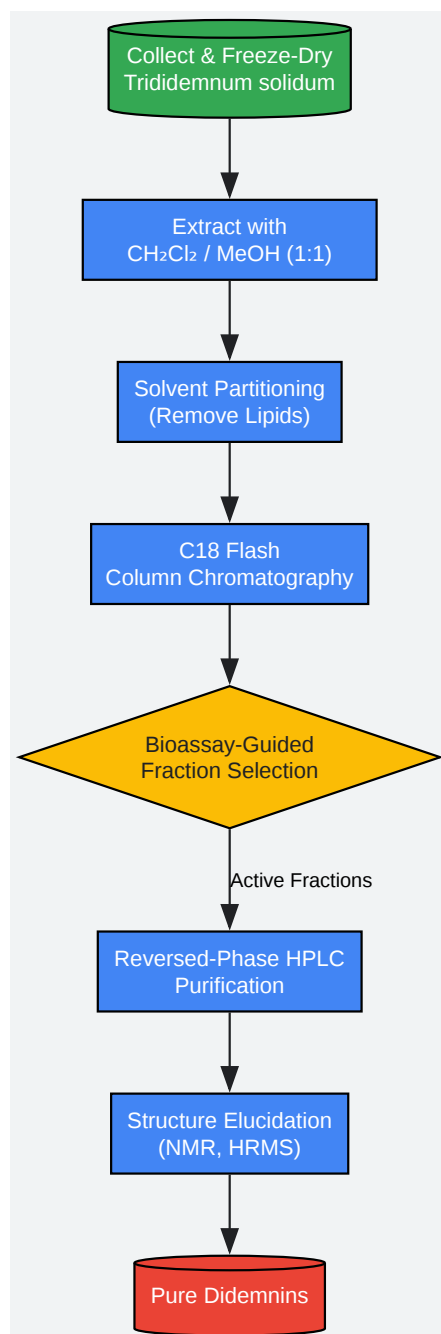 Collect & Freeze-Dry
Trididemnum solidum
Extract with
CH₂Cl₂ / MeOH (1:1)
Solvent Partitioning
(Remove Lipids)
C18 Flash
Column Chromatography
Bioassay-Guided
Fraction Selection
Active Fractions
Reversed-Phase HPLC
Purification
Structure Elucidation
(NMR, HRMS)
Pure Didemnins